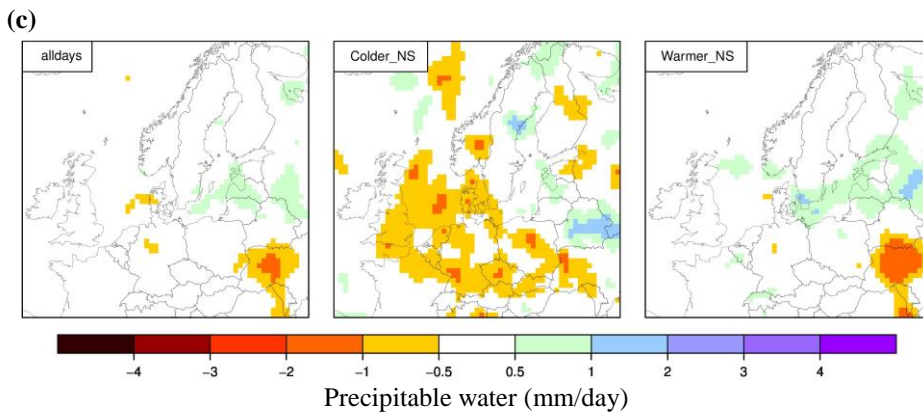 (c)
alldays
Colder_NS
Warmer_NS
−4 −3 −2 −1 −0.5 0.5 1 2 3 4
Precipitable water (mm/day)